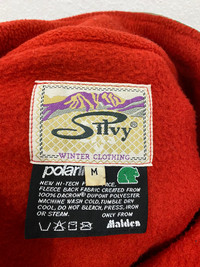 Silvy®
WINTER CLOTHING
M
NEW HI-TECH
FLEECE BACK FABRIC CREATED FROM
100% DACRON® DUPONT POLYESTER
MACHINE WASH COLD, TUMBLE DRY
COOL. DO NOT BLEACH, PRESS, IRON
OR STEAM. ONLY FROM
Malden